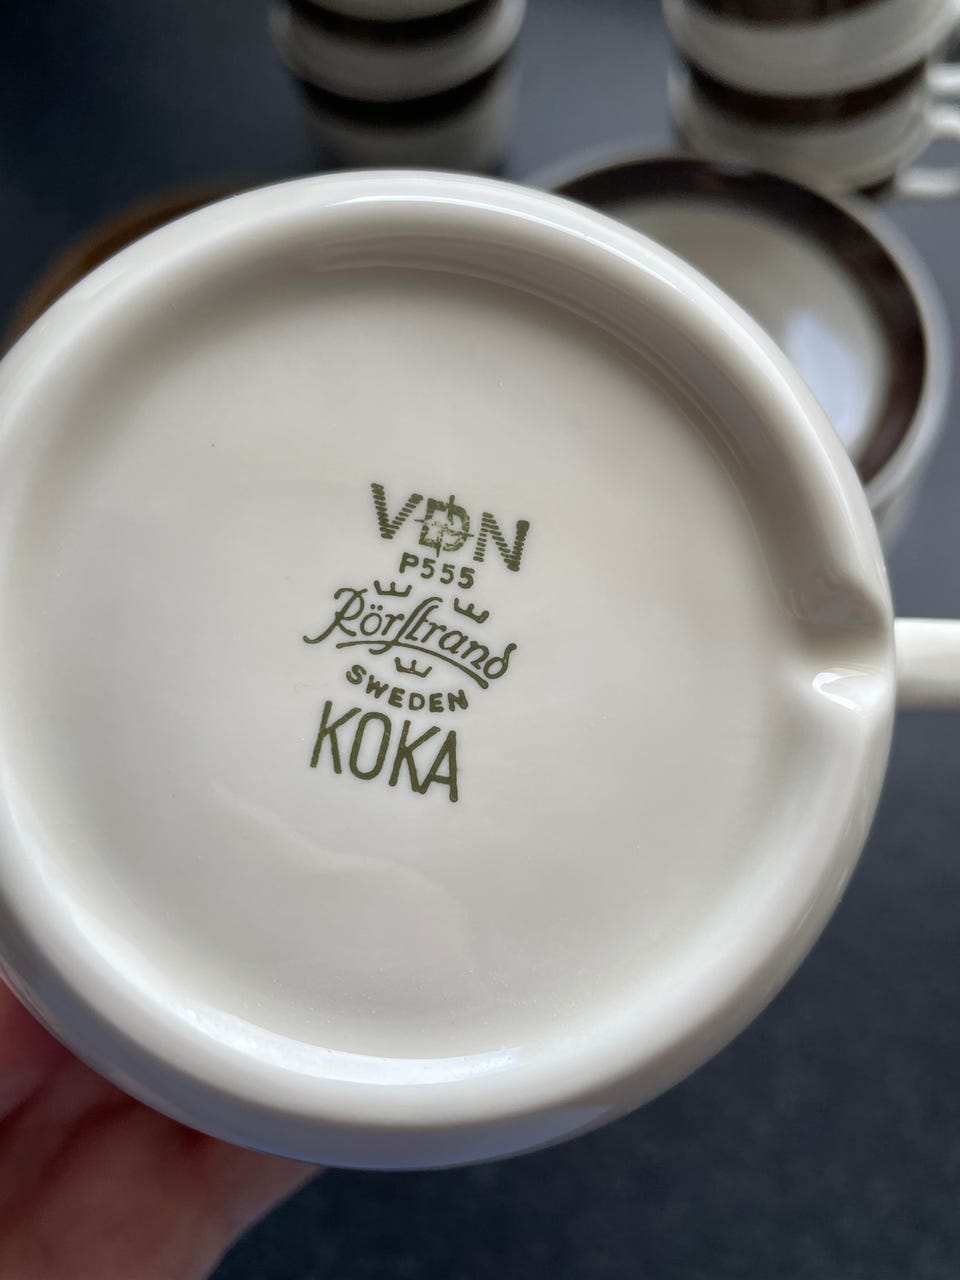 VDN
P555
Rörstrand
SWEDEN
KOKA